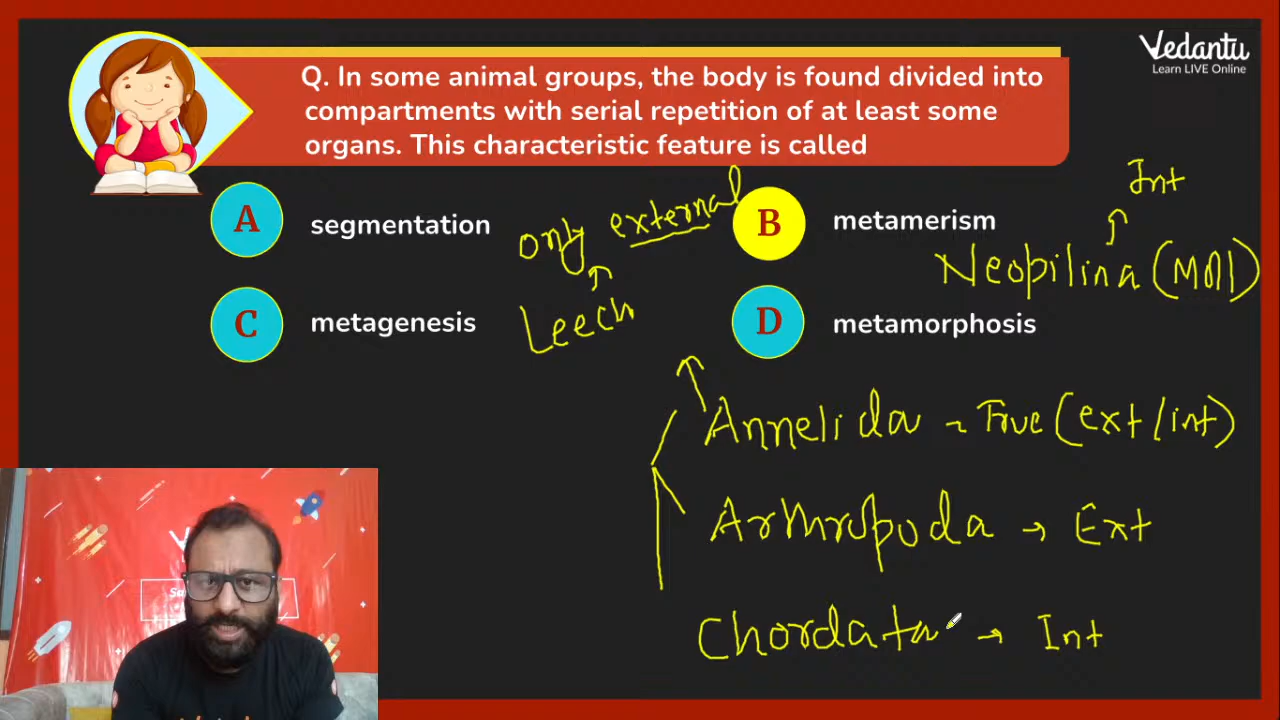 Vedantu
Learn LIVE Online
Q. In some animal groups, the body is found divided into
compartments with serial repetition of at least some
organs. This characteristic feature is called
Int
A segmentation
only external
B metamerism
Neopilina (Moll)
C metagenesis
Leech
D metamorphosis
Annelida True (ext/int)
Arthropoda → Ext
Chordata → Int